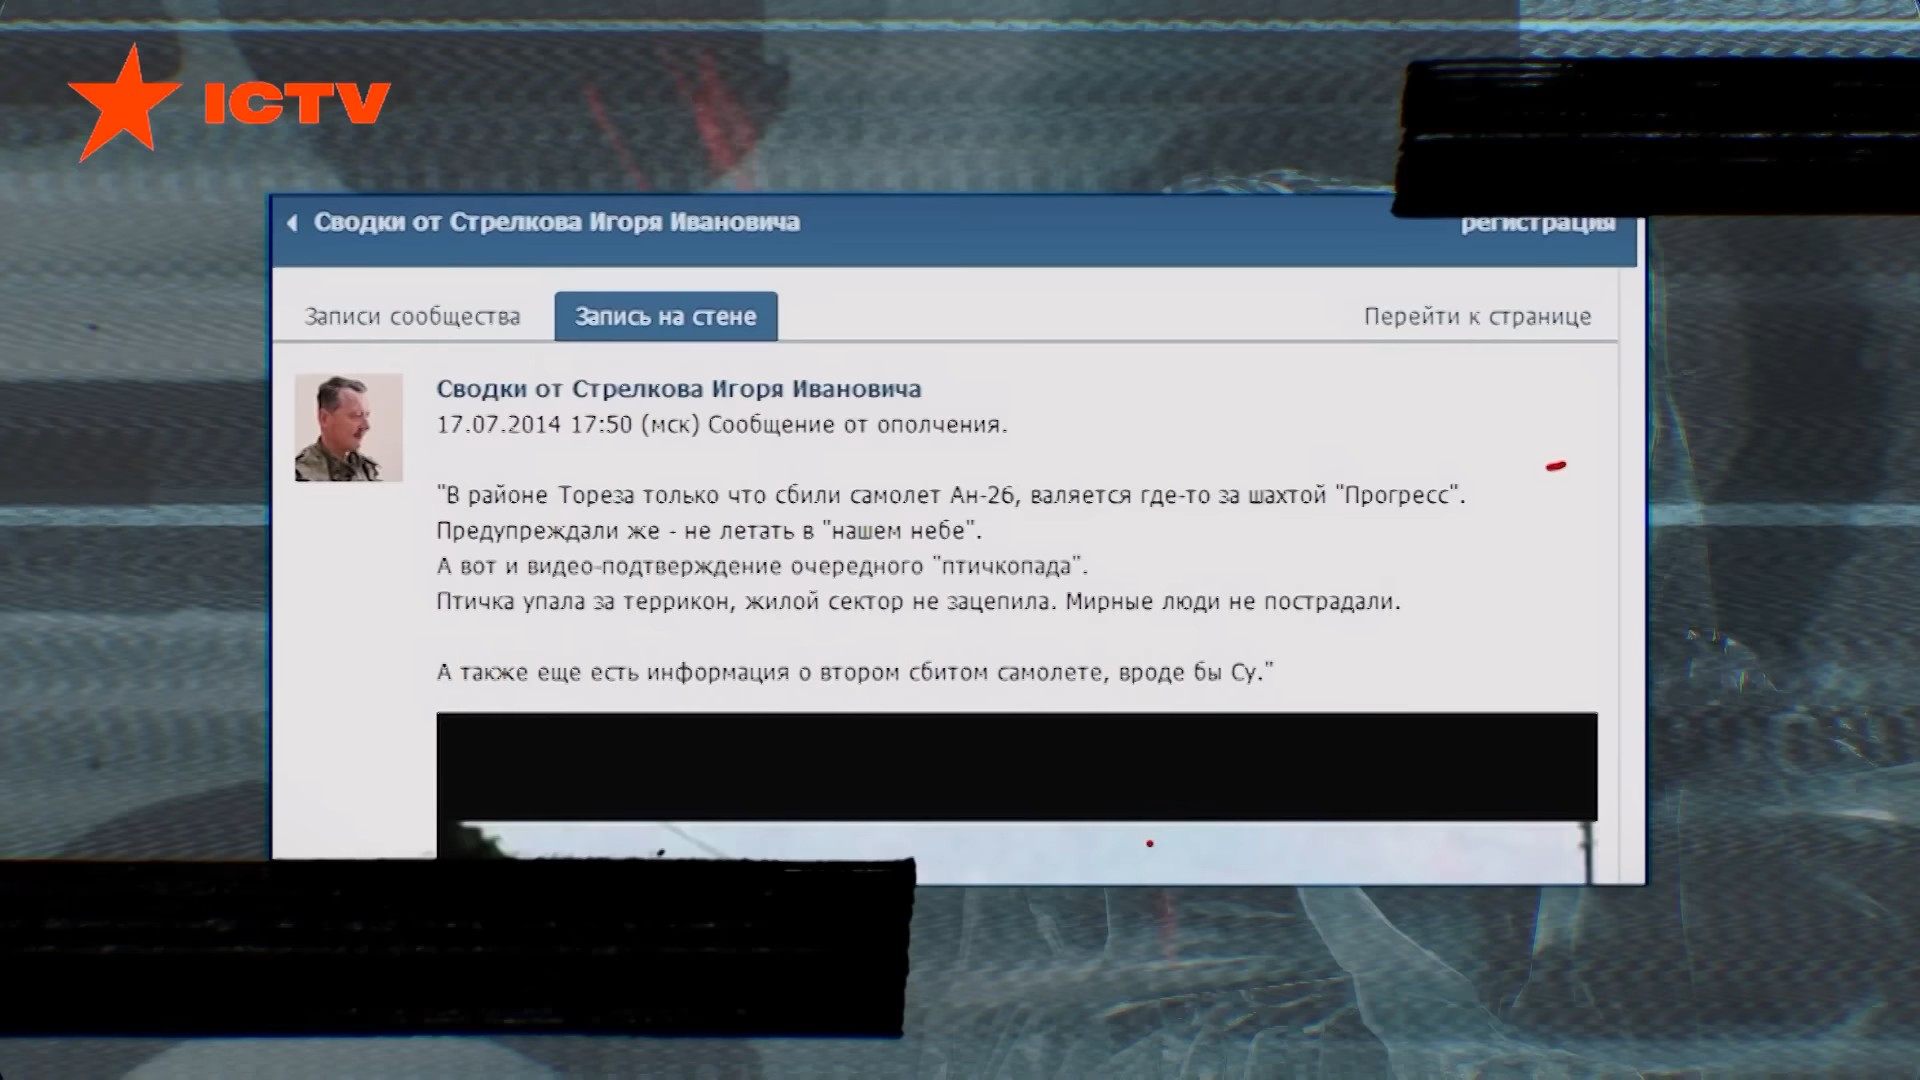 ICTV
Сводки от Стрелкова Игоря Ивановича
регистрация
Записи сообщества
Запись на стене
Перейти к странице
Сводки от Стрелкова Игоря Ивановича
17.07.2014 17:50 (мск) Сообщение от ополчения.
"В районе Тореза только что сбили самолет Ан-26, валяется где-то за шахтой "Прогресс".
Предупреждали же - не летать в "нашем небе".
А вот и видео-подтверждение очередного "птичкопада".
Птичка упала за террикон, жилой сектор не зацепила. Мирные люди не пострадали.
А также еще есть информация о втором сбитом самолете, вроде бы Су."